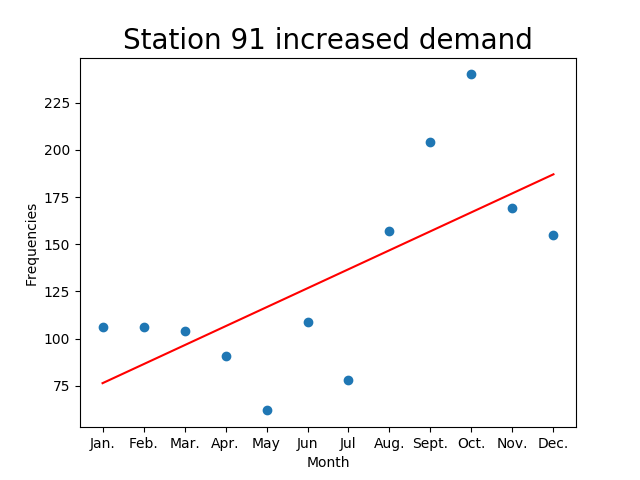 Station 91 increased demand
Frequencies
225
200
175
150
125
100
75
Jan. Feb. Mar. Apr. May Jun Jul Aug. Sept. Oct. Nov. Dec.
Month